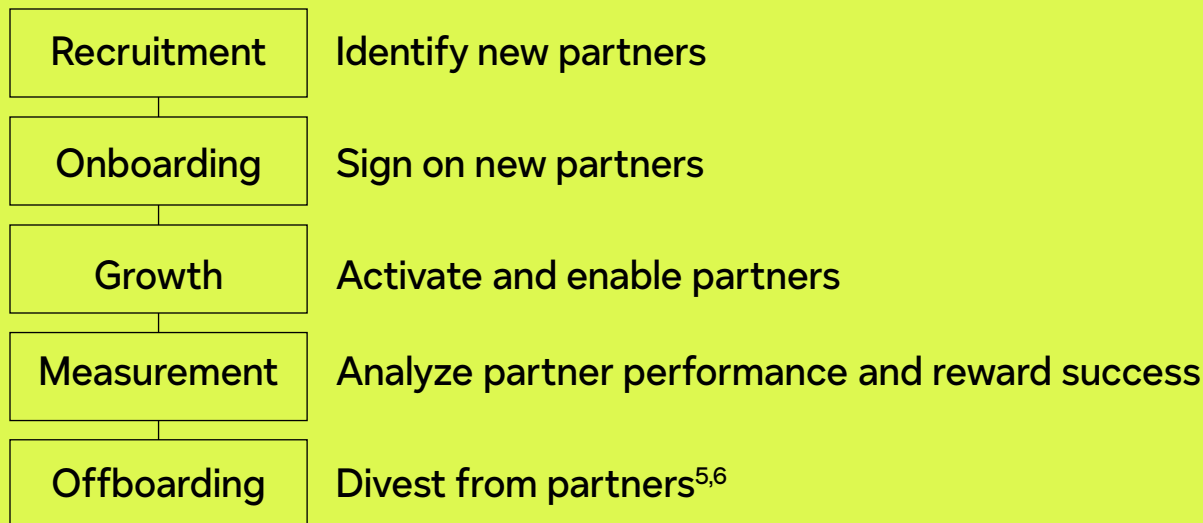 Recruitment Identify new partners
Onboarding Sign on new partners
Growth Activate and enable partners
Measurement Analyze partner performance and reward success
Offboarding Divest from partners5,6